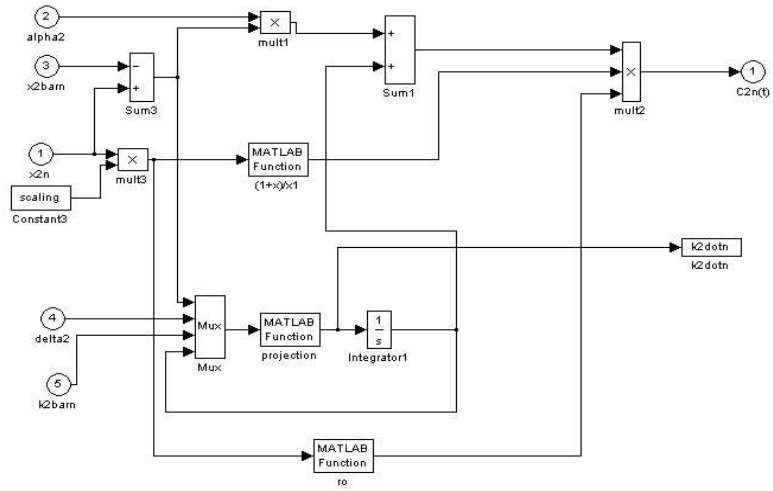 2
alpha2
×
mult1
+
+
Sum1
3
x2barn
−
+
Sum3
×
mult2
1
C2n(t)
1
x2n
×
mult3
MATLAB
Function
(1+x)/x1
scaling
Constant3
k2dotn
k2dotn
4
delta2
5
k2barn
Mux
Mux
MATLAB
Function
projection
1
s
Integrator1
MATLAB
Function
ro